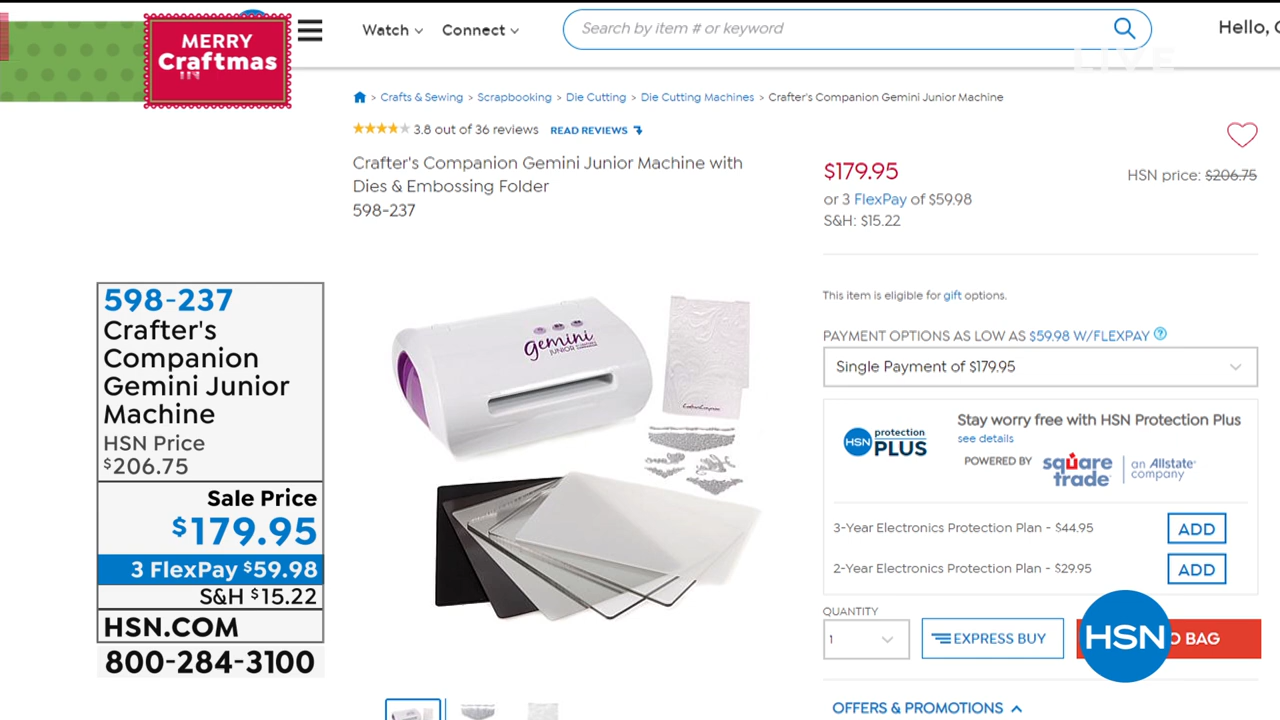 MERRY
Craftmas
Watch
Connect
Search by item # or keyword
Hello,
LIVE
> Crafts & Sewing > Scrapbooking > Die Cutting > Die Cutting Machines > Crafter's Companion Gemini Junior Machine
3.8 out of 36 reviews READ REVIEWS
Crafter's Companion Gemini Junior Machine with
Dies & Embossing Folder
598-237
$179.95
HSN price: $206.75
or 3 FlexPay of $59.98
S&H: $15.22
This item is eligible for gift options.
PAYMENT OPTIONS AS LOW AS $59.98 W/FLEXPAY ?
Single Payment of $179.95
HSN protection PLUS
Stay worry free with HSN Protection Plus
see details
POWERED BY square trade | an Allstate company
3-Year Electronics Protection Plan - $44.95 ADD
2-Year Electronics Protection Plan - $29.95 ADD
QUANTITY
1
EXPRESS BUY
HSN
BAG
OFFERS & PROMOTIONS
gemini
JUNIOR
598-237
Crafter's
Companion
Gemini Junior
Machine
HSN Price
$206.75
Sale Price
$179.95
3 FlexPay $59.98
S&H $15.22
HSN.COM
800-284-3100